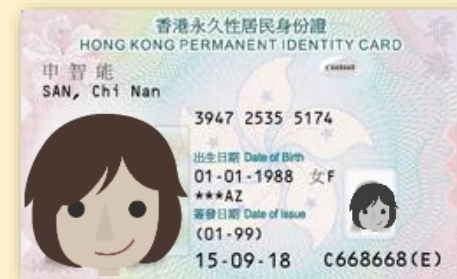 香港永久性居民身份證
HONG KONG PERMANENT IDENTITY CARD
申 智 能
SAN, Chi Nan
3947 2535 5174
出生日期 Date of Birth
01-01-1988 女F
***AZ
簽發日期 Date of Issue
(01-99)
15-09-18 C668668(E)